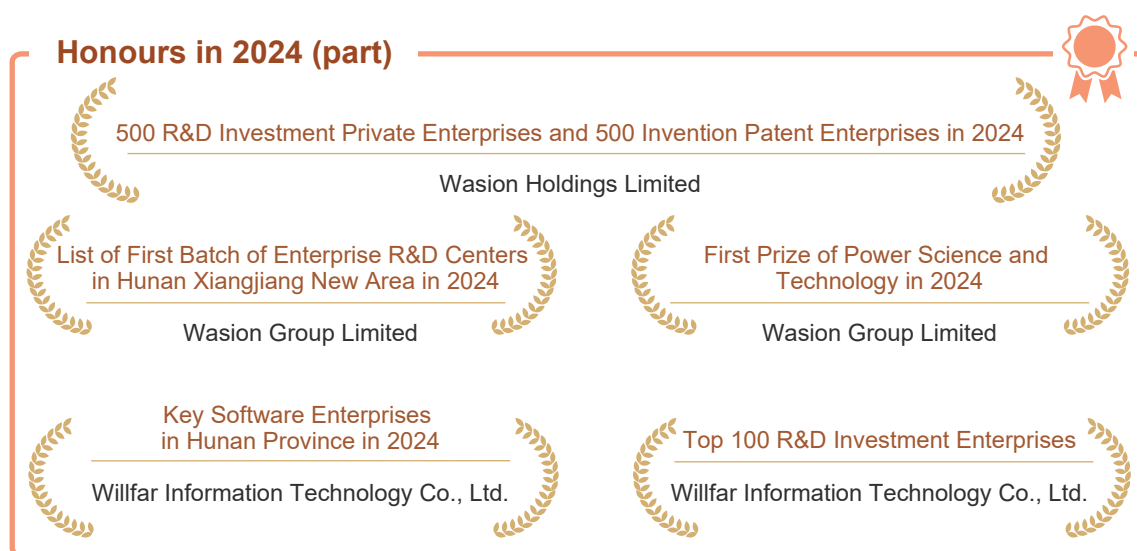 Honours in 2024 (part)
500 R&D Investment Private Enterprises and 500 Invention Patent Enterprises in 2024
Wasion Holdings Limited
List of First Batch of Enterprise R&D Centers
in Hunan Xiangjiang New Area in 2024
Wasion Group Limited
First Prize of Power Science and
Technology in 2024
Wasion Group Limited
Key Software Enterprises
in Hunan Province in 2024
Willfar Information Technology Co., Ltd.
Top 100 R&D Investment Enterprises
Willfar Information Technology Co., Ltd.